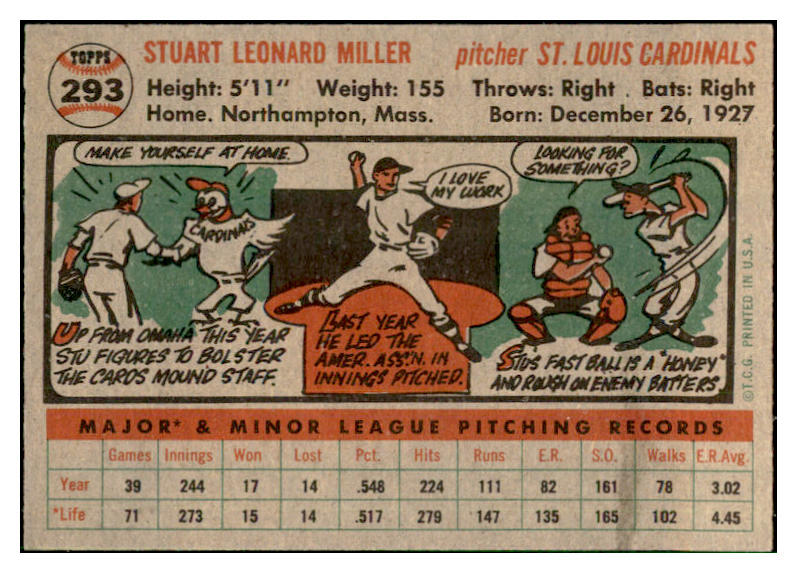 TOPPS
293
STUART LEONARD MILLER pitcher ST. LOUIS CARDINALS
Height: 5'11" Weight: 155 Throws: Right . Bats: Right
Home. Northampton, Mass. Born: December 26, 1927
MAKE YOURSELF AT HOME.
CARDINALS
UP FROM OMAHA THIS YEAR
STU FIGURES TO BOLSTER
THE CARDS MOUND STAFF.
I LOVE
MY WORK
LAST YEAR
HE LED THE
AMER. ASS'N. IN
INNINGS PITCHED.
LOOKING FOR
SOMETHING?
STUS FAST BALL IS A "HONEY"
AND ROUGH ON ENEMY BATTERS.
©T.C.G. PRINTED IN U.S.A.
MAJOR* & MINOR LEAGUE PITCHING RECORDS
Games Innings Won Lost Pct. Hits Runs E.R. S.O. Walks E.R.Avg.
Year 39 244 17 14 .548 224 111 82 161 78 3.02
*Life 71 273 15 14 .517 279 147 135 165 102 4.45